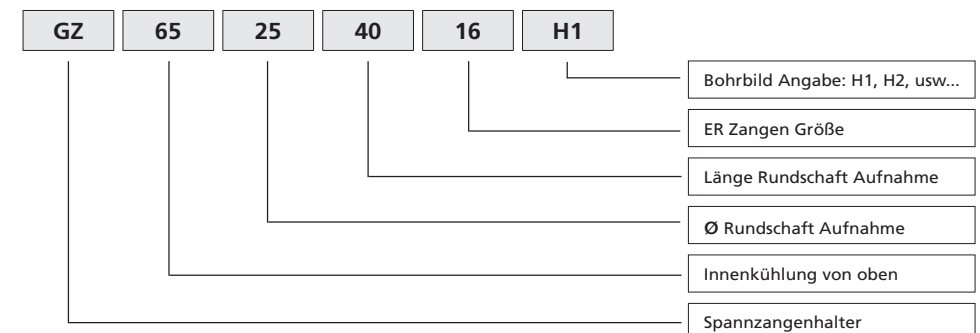 GZ 65 25 40 16 H1
Bohrbild Angabe: H1, H2, usw...
ER Zangen Größe
Länge Rundschaft Aufnahme
Ø Rundschaft Aufnahme
Innenkühlung von oben
Spannzangenhalter